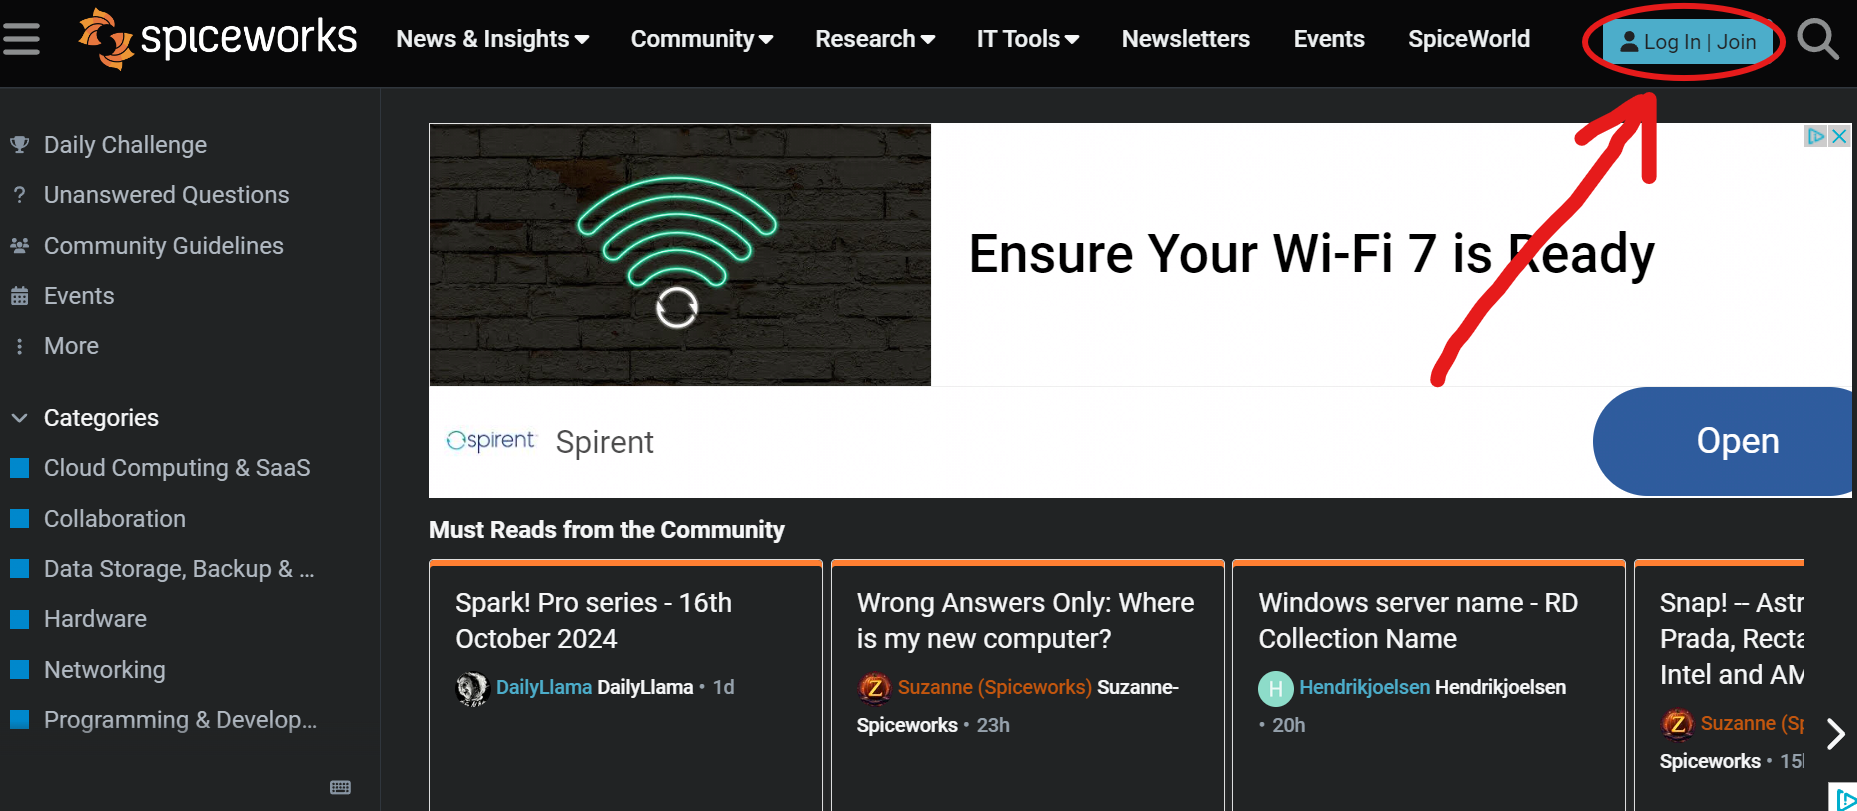 spiceworks
News & Insights
Community
Research
IT Tools
Newsletters
Events
SpiceWorld
Log In | Join
Daily Challenge
? Unanswered Questions
Community Guidelines
Events
More
Categories
Cloud Computing & SaaS
Collaboration
Data Storage, Backup & ...
Hardware
Networking
Programming & Develop...
Ensure Your Wi-Fi 7 is Ready
spirent
Spirent
Open
Must Reads from the Community
Spark! Pro series - 16th
October 2024
DailyLlama DailyLlama • 1d
Wrong Answers Only: Where
is my new computer?
Z Suzanne (Spiceworks) Suzanne-
Spiceworks • 23h
Windows server name - RD
Collection Name
H Hendrikjoelsen Hendrikjoelsen
• 20h
Snap! -- Astr
Prada, Recta
Intel and AM
Z Suzanne (Sp
Spiceworks • 15h